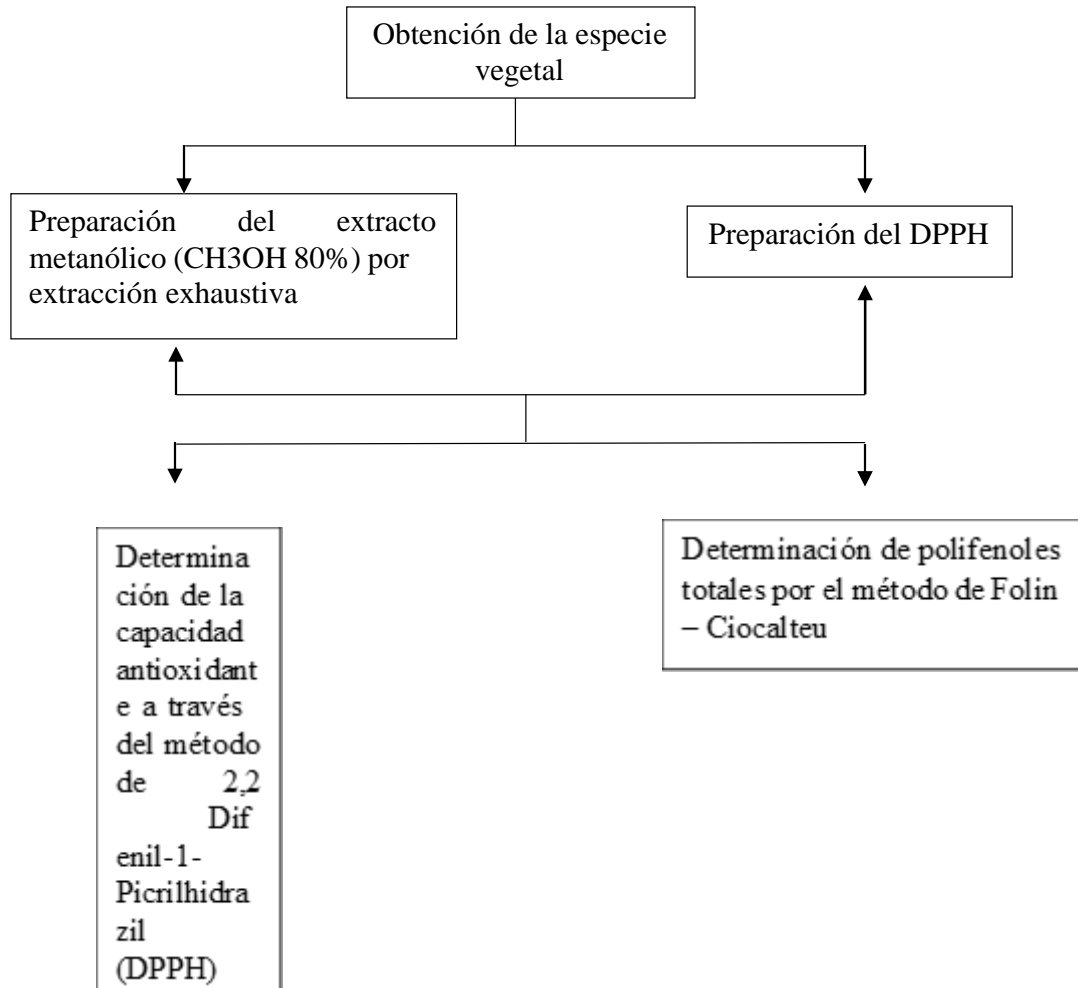 Obtención de la especie
vegetal
Preparación del extracto
metanólico (CH3OH 80%) por
extracción exhaustiva
Preparación del DPPH
Determina
ción de la
capacidad
antioxidant
e a través
del método
de 2,2
Dif
enil-1-
Picrilhidra
zil
(DPPH)
Determinación de polifenoles
totales por el método de Folin
– Ciocalteu